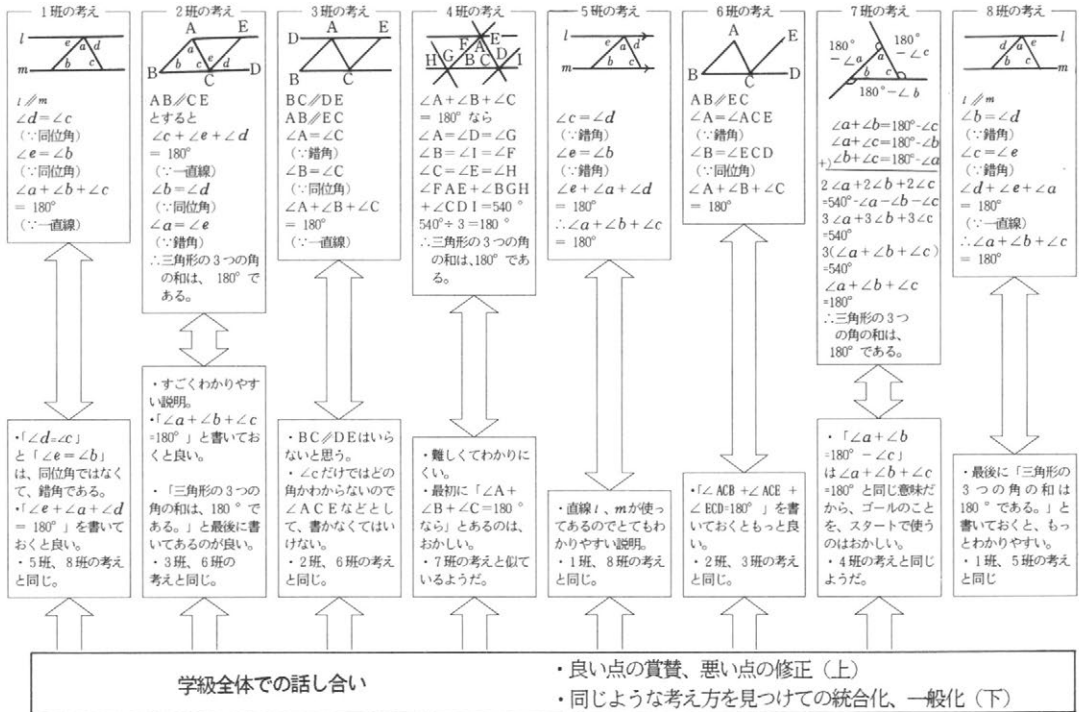 1班の考え
l
e a d
m
b c
l∥m
∠d=∠c
(∵同位角)
∠e=∠b
(∵同位角)
∠a+∠b+∠c
= 180°
(∵一直線)
・「∠d=∠c」
と「∠e=∠b」
は、同位角ではなく
て、錯角である。
・「∠e+∠a+∠d
= 180°」を書いて
おくと良い。
・5班、8班の考え
と同じ。
2班の考え
A E
a
b c e d
B C D
AB∥CE
とすると
∠c+∠e+∠d
= 180°
(∵一直線)
∠b=∠d
(∵同位角)
∠a=∠e
(∵錯角)
∴三角形の3つの角
の和は、180°で
ある。
・すごくわかりやす
い説明。
・「∠a+∠b+∠c
=180°」と書いてお
くと良い。
・「三角形の3つの
角の和は、180°で
ある。」と最後に書
いてあるのが良い。
・3班、6班の
考えと同じ。
3班の考え
D A E
B C
BC∥DE
AB∥EC
∠A=∠C
(∵錯角)
∠B=∠C
(∵同位角)
∠A+∠B+∠C
= 180°
(∵一直線)
・BC∥DEはいら
ないと思う。
・∠cだけではどの
角かわからないので
∠ACEなどとし
て、書かなくてはい
けない。
・2班、6班の考え
と同じ。
4班の考え
F A E
H G B C D I
∠A+∠B+∠C
= 180°なら
∠A=∠D=∠G
∠B=∠I=∠F
∠C=∠E=∠H
∠FAE+∠BGH
+∠CDI=540°
540°÷3=180°
∴三角形の3つの角
の和は、180°であ
る。
・難しくてわかりに
くい。
・最初に「∠A+
∠B+∠C=180°
なら」とあるのは、
おかしい。
・7班の考えと似て
いるようだ。
5班の考え
l
e a d
m
b c
∠c=∠d
(∵錯角)
∠e=∠b
(∵錯角)
∠e+∠a+∠d
∴∠a+∠b+∠c
= 180°
・直線l、mが使っ
てあるのでとてもわ
かりやすい説明。
・1班、8班の考え
と同じ。
6班の考え
A E
B C D
AB∥EC
∠A=∠ACE
(∵錯角)
∠B=∠ECD
(∵同位角)
∠A+∠B+∠C
= 180°
・「∠ACB+∠ACE+
∠ECD=180°」を書
いておくともっと良
い。
・2班、3班の考え
と同じ。
7班の考え
180°
-∠a
180°
-∠c
a
b c
180°-∠b
∠a+∠b=180°-∠c
∠a+∠c=180°-∠b
+)∠b+∠c=180°-∠a
2∠a+2∠b+2∠c
=540°-∠a-∠b-∠c
3∠a+3∠b+3∠c
=540°
3(∠a+∠b+∠c)
=540°
∠a+∠b+∠c
=180°
∴三角形の3つ
の角の和は、
180°である。
・「∠a+∠b
=180°-∠c」
は∠a+∠b+∠c
=180°と同じ意味だ
から、ゴールのこと
を、スタートで使う
のはおかしい。
・4班の考えと同じ
ようだ。
8班の考え
d a e l
b c m
l∥m
∠b=∠d
(∵錯角)
∠c=∠e
(∵錯角)
∠d+∠e+∠a
= 180°
(∵一直線)
∴∠a+∠b+∠c
= 180°
・最後に「三角形の
3つの角の和は
180°である。」と
書いておくと、もっ
とわかりやすい。
・1班、5班の考え
と同じ
学級全体での話し合い
・良い点の賞賛、悪い点の修正（上）
・同じような考え方を見つけての統合化、一般化（下）